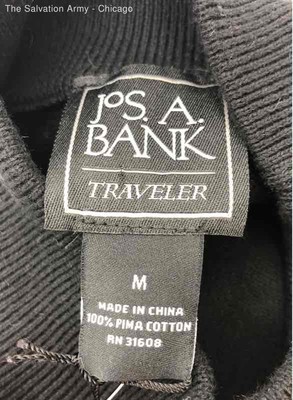 The Salvation Army - Chicago
JOS. A.
BANK
TRAVELER
M
MADE IN CHINA
100% PIMA COTTON
RN 31608